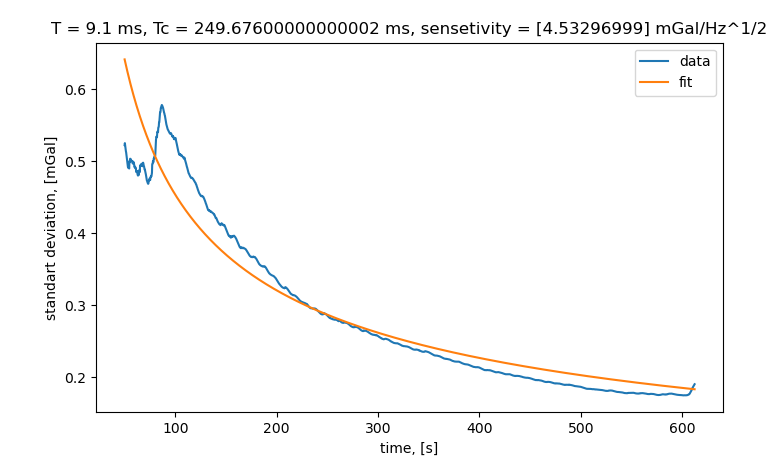 T = 9.1 ms, Tc = 249.67600000000002 ms, sensetivity = [4.53296999] mGal/Hz^1/2
data
fit
0.6
0.5
0.4
0.3
0.2
standart deviation, [mGal]
100
200
300
400
500
600
time, [s]